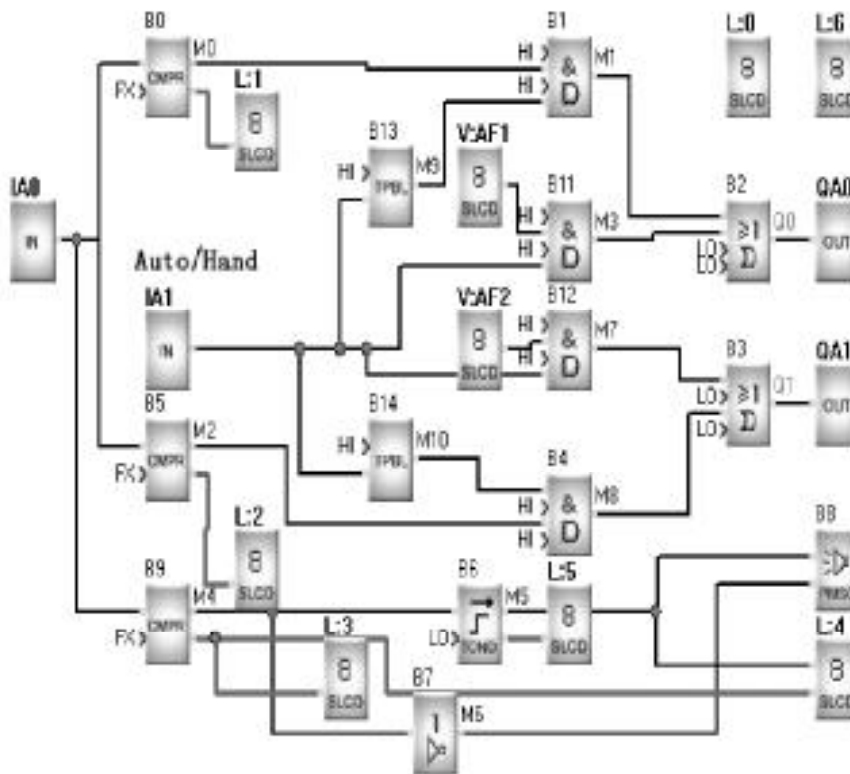 B0
B1
L:0
L:6
M0
HI
M1
L:1
&
8
8
CMPR
FX
HI
D
SLCD
SLCD
8
B13
V:AF1
SLCD
M9
HI
TPBL
8
B11
B2
QA0
IA0
SLCD
HI
&
M3
≥1
Q0
IN
HI
D
LO
LO
Σ
OUT
Auto/Hand
IA1
V:AF2
B12
HI
&
M7
B3
QA1
IN
8
HI
D
≥1
Q1
SLCD
LO
LO
Σ
OUT
B5
B14
M2
HI
M10
B4
CMPR
TPBL
FX
HI
&
M8
HI
D
L:2
B8
8
B9
B6
L:5
SLCD
M4
M5
8
CMPR
L:3
L:4
FX
LO
SLCD
8
B7
8
SLCD
1
M6
SLCD